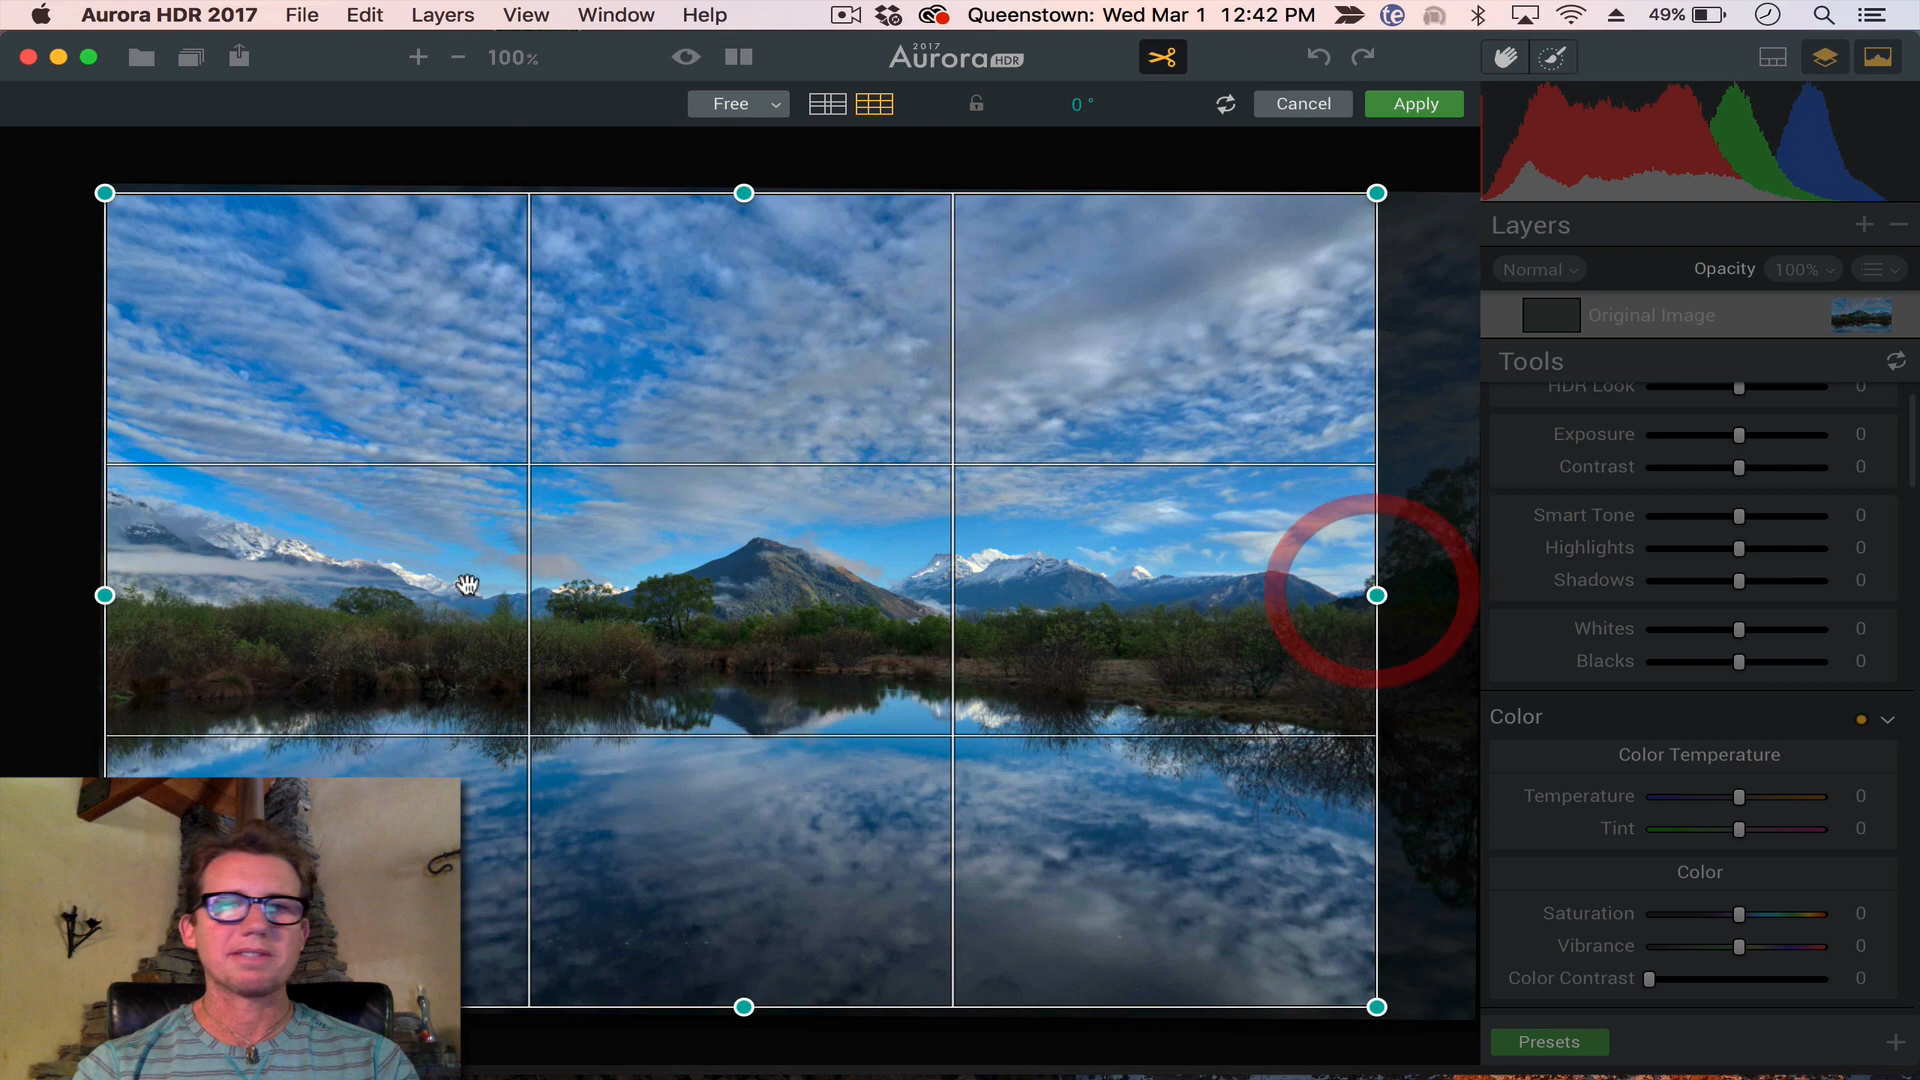 Aurora HDR 2017 File Edit Layers View Window Help te Queenstown: Wed Mar 1 12:42 PM 49%
100% 2017 Aurora HDR
Free 0 ° Cancel Apply
Layers
Normal Opacity 100%
Original Image
Tools
HDR Look 0
Exposure 0
Contrast 0
Smart Tone 0
Highlights 0
Shadows 0
Whites 0
Blacks 0
Color
Color Temperature
Temperature 0
Tint 0
Color
Saturation 0
Vibrance 0
Color Contrast 0
Presets